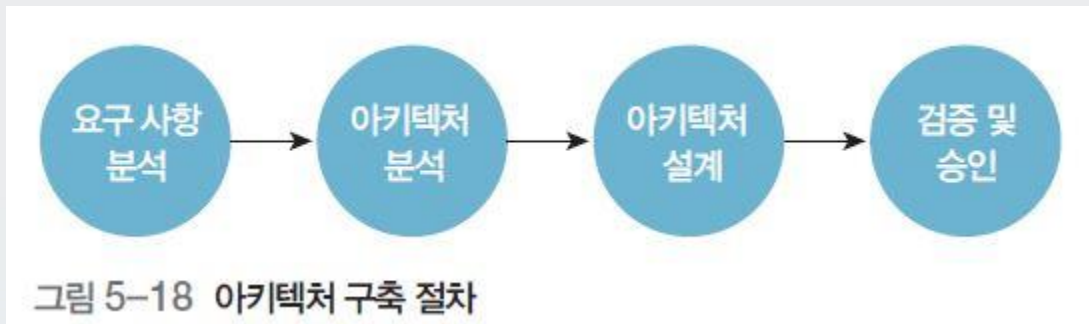 요구 사항
분석
아키텍처
분석
아키텍처
설계
검증 및
승인
그림 5-18 아키텍처 구축 절차